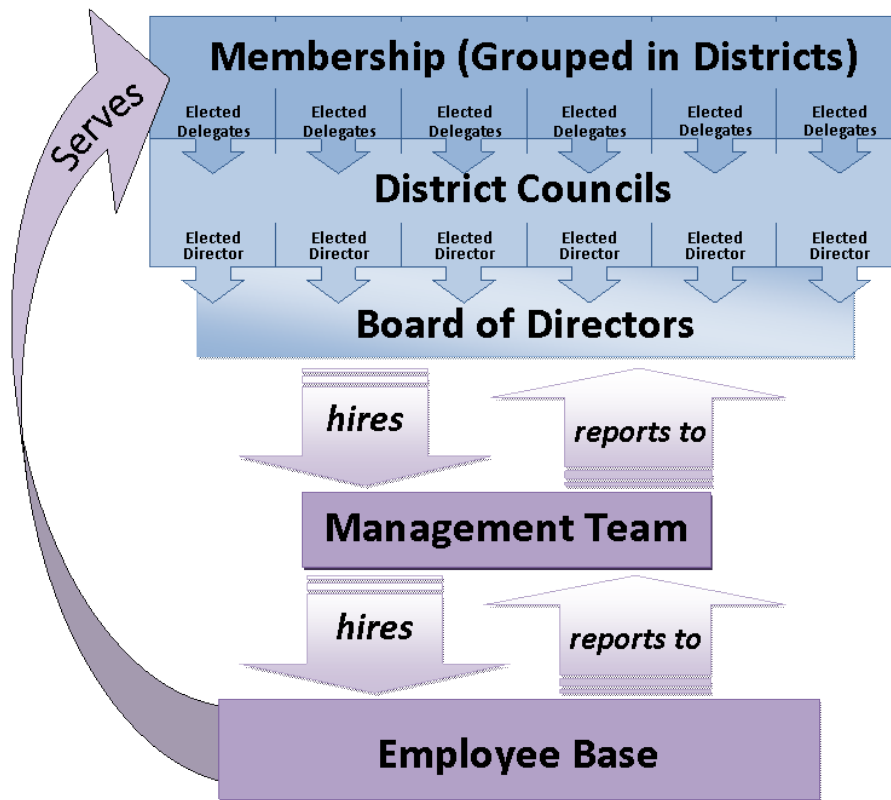 Membership (Grouped in Districts)
Serves
Elected Elected Elected Elected Elected Elected
Delegates Delegates Delegates Delegates Delegates Delegates
District Councils
Elected Elected Elected Elected Elected Elected
Director Director Director Director Director Director
Board of Directors
hires
reports to
Management Team
hires
reports to
Employee Base